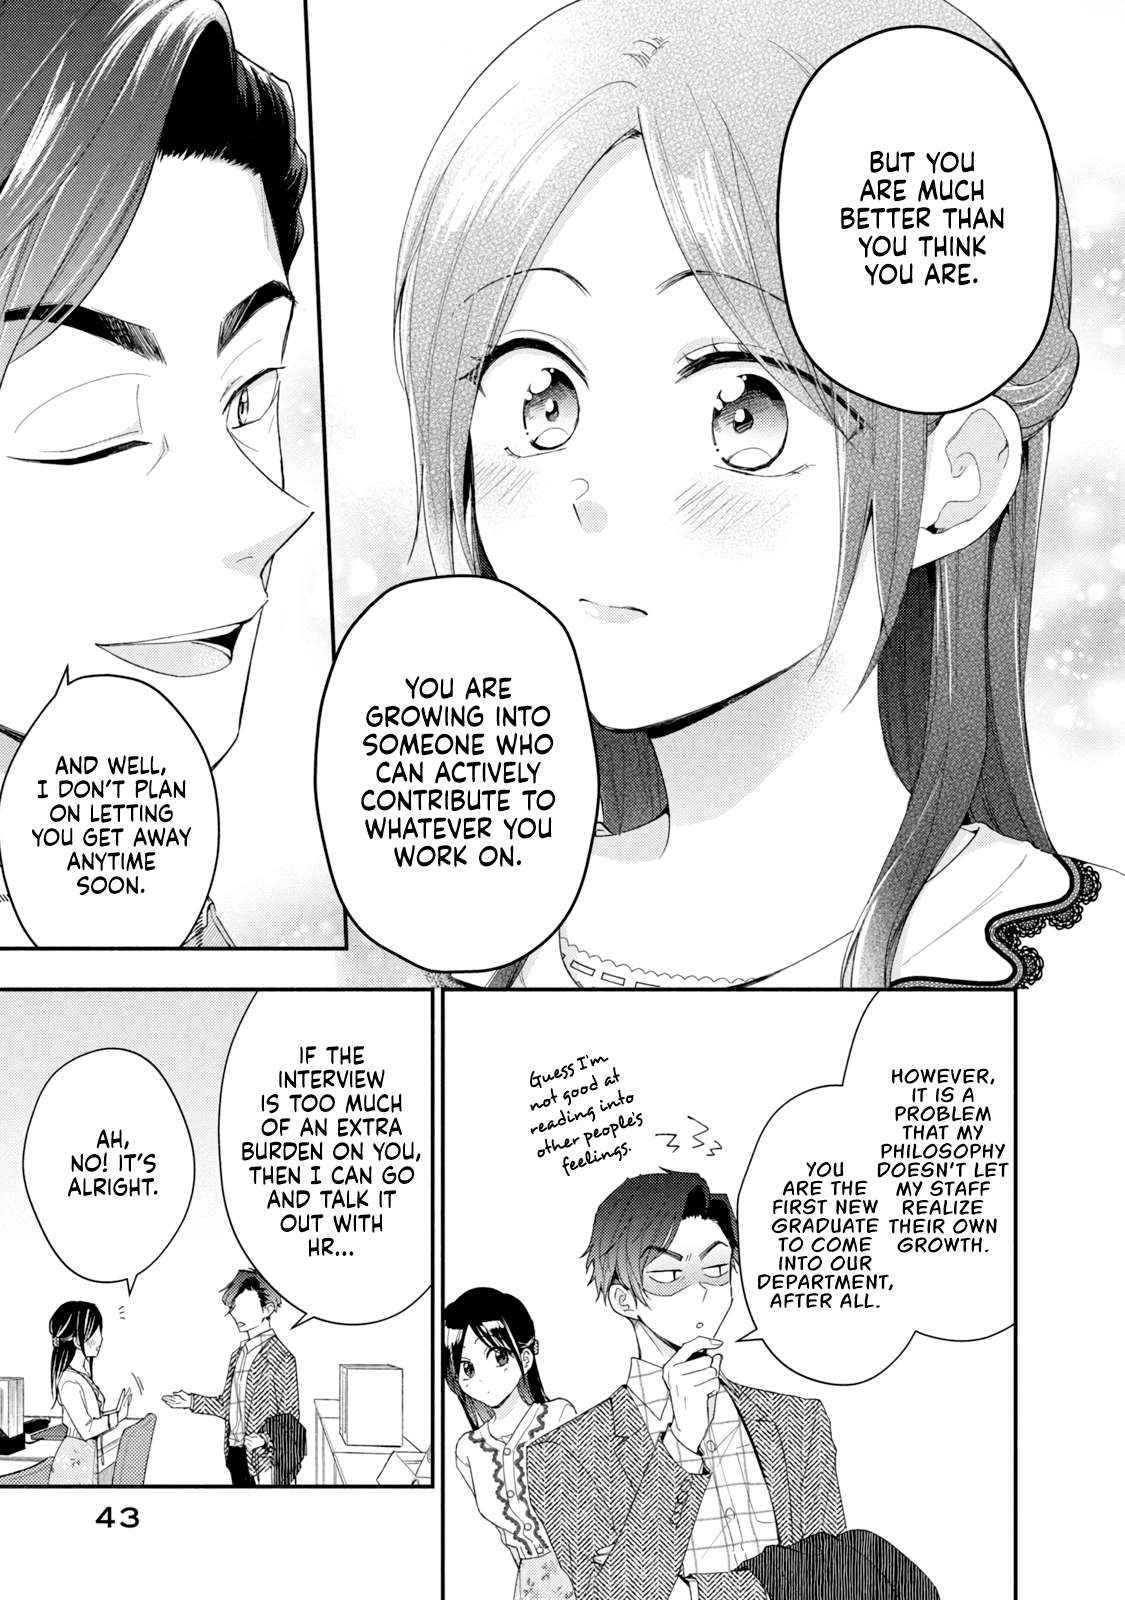 BUT YOU
ARE MUCH
BETTER THAN
YOU THINK
YOU ARE.
YOU ARE
GROWING INTO
SOMEONE WHO
CAN ACTIVELY
CONTRIBUTE TO
WHATEVER YOU
WORK ON.
AND WELL,
I DON'T PLAN
ON LETTING
YOU GET AWAY
ANYTIME
SOON.
HOWEVER,
IT IS A
PROBLEM
THAT MY
PHILOSOPHY
DOESN'T LET
MY STAFF
REALIZE
THEIR OWN
GROWTH.
YOU
ARE THE
FIRST NEW
GRADUATE
TO COME
INTO OUR
DEPARTMENT,
AFTER ALL.
Guess I'm
not good at
reading into
other people's
feelings.
IF THE
INTERVIEW
IS TOO MUCH
OF AN EXTRA
BURDEN ON YOU,
THEN I CAN GO
AND TALK IT
OUT WITH
HR...
AH,
NO! IT'S
ALRIGHT.
43